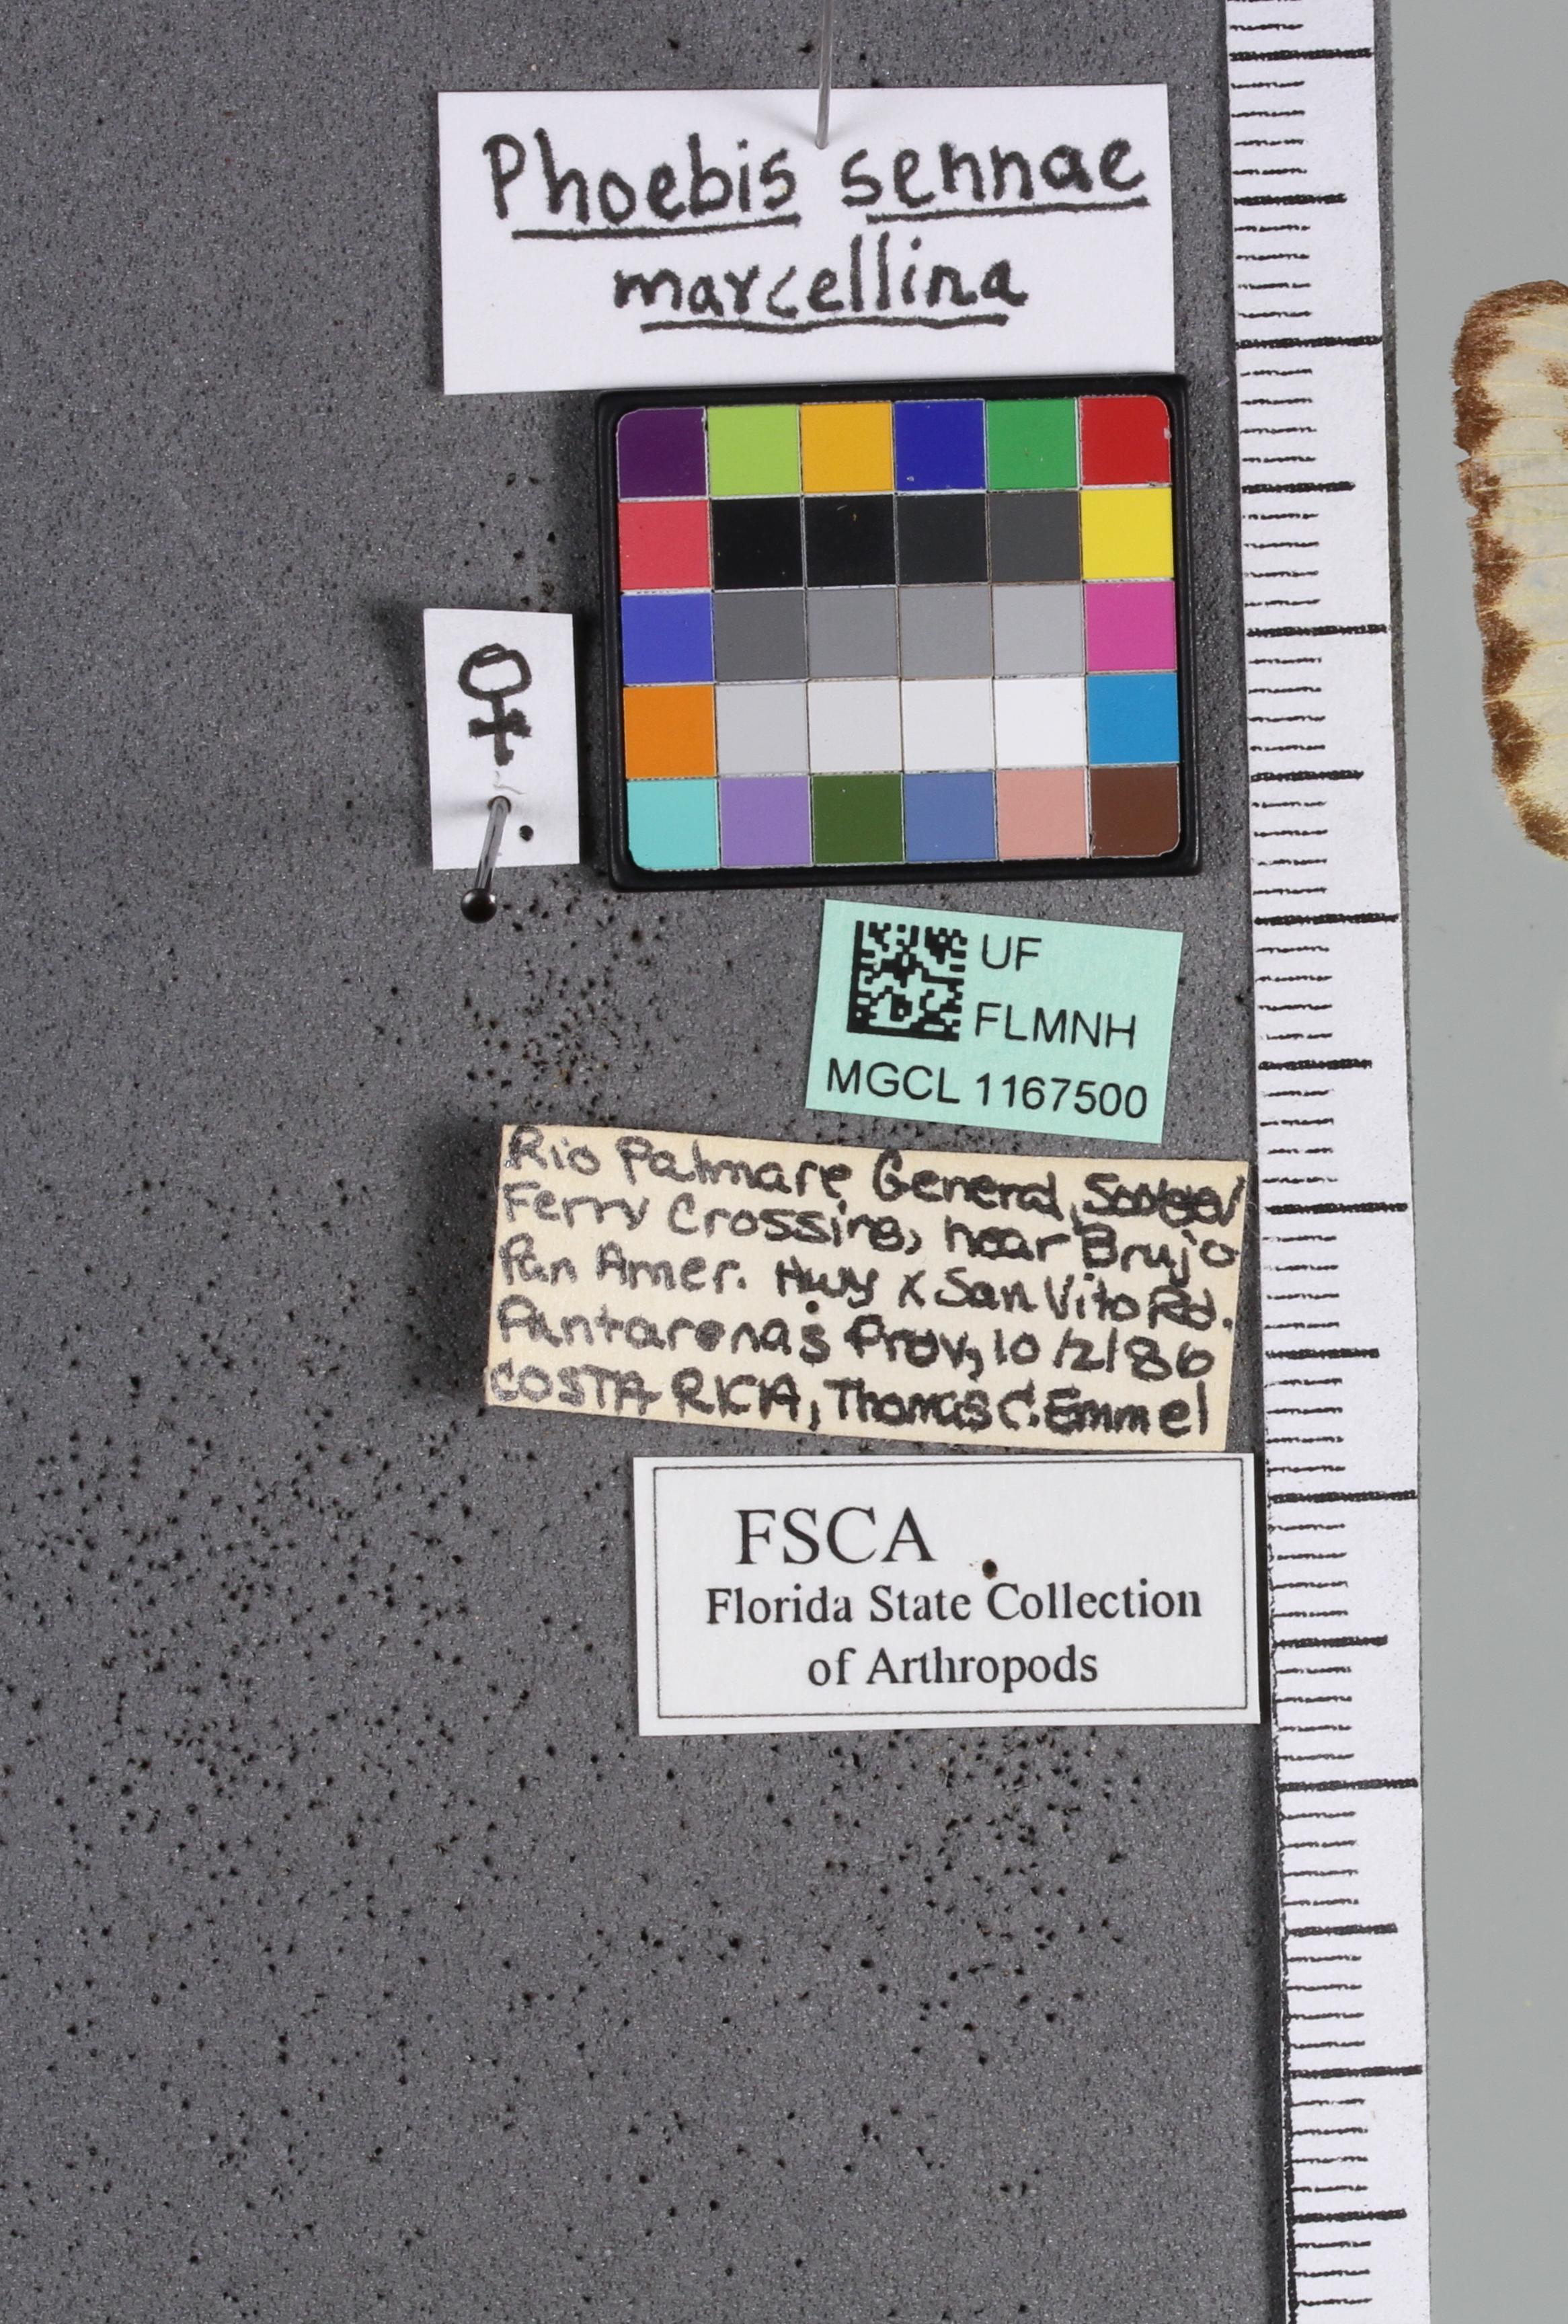 Phoebis sennae
marcellina
♀
UF
FLMNH
MGCL 1167500
Rio Palmare General,
Ferry Crossing, near Brujo
Pan Amer. Hwy x San Vito Rd.
Puntarenas Prov, 10/2/86
COSTA RICA, Thomas C. Emmel
FSCA
Florida State Collection
of Arthropods